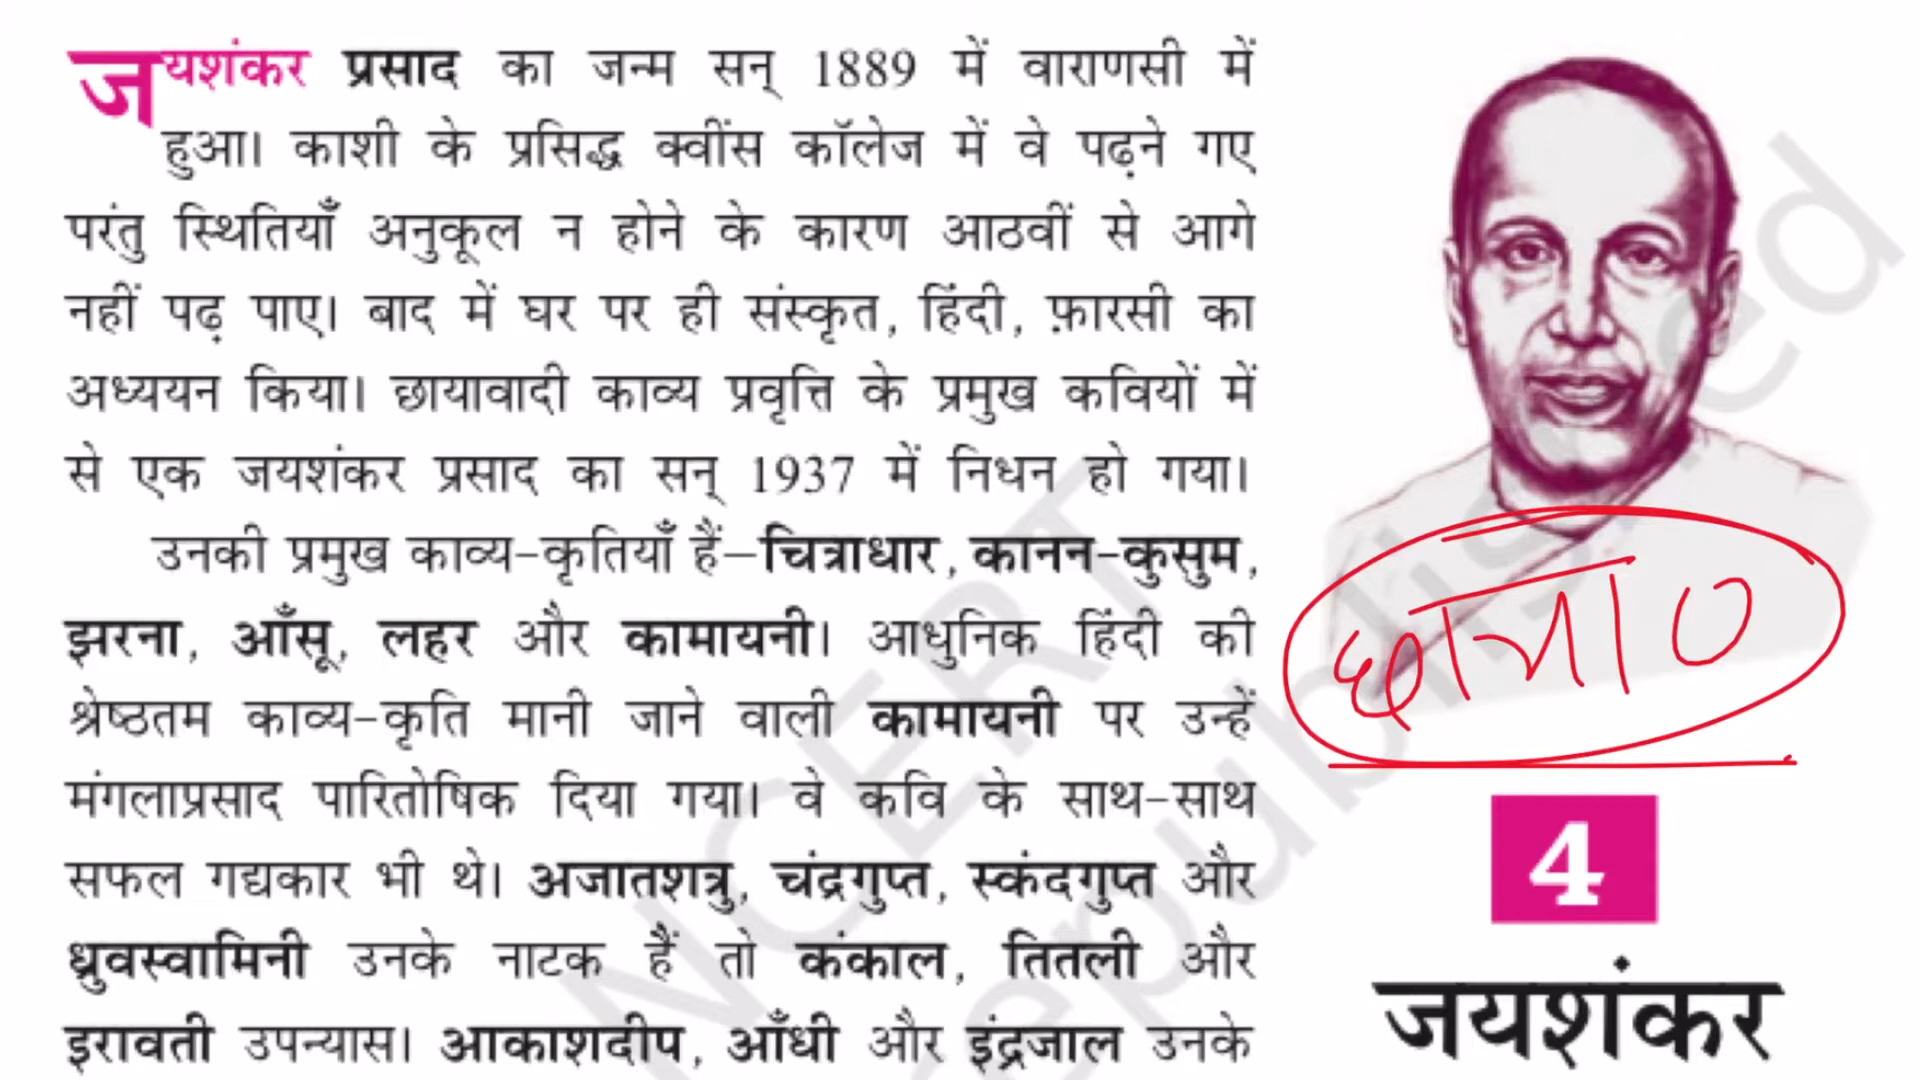 जयशंकर प्रसाद का जन्म सन् 1889 में वाराणसी में
हुआ। काशी के प्रसिद्ध क्वींस कॉलेज में वे पढ़ने गए
परंतु स्थितियाँ अनुकूल न होने के कारण आठवीं से आगे
नहीं पढ़ पाए। बाद में घर पर ही संस्कृत, हिंदी, फ़ारसी का
अध्ययन किया। छायावादी काव्य प्रवृत्ति के प्रमुख कवियों में
से एक जयशंकर प्रसाद का सन् 1937 में निधन हो गया।
उनकी प्रमुख काव्य-कृतियाँ हैं–चित्राधार, कानन-कुसुम,
झरना, आँसू, लहर और कामायनी। आधुनिक हिंदी की
श्रेष्ठतम काव्य-कृति मानी जाने वाली कामायनी पर उन्हें
मंगलाप्रसाद पारितोषिक दिया गया। वे कवि के साथ-साथ
सफल गद्यकार भी थे। अजातशत्रु, चंद्रगुप्त, स्कंदगुप्त और
ध्रुवस्वामिनी उनके नाटक हैं तो कंकाल, तितली और
इरावती उपन्यास। आकाशदीप, आँधी और इंद्रजाल उनके
4
जयशंकर
NCERT
republished